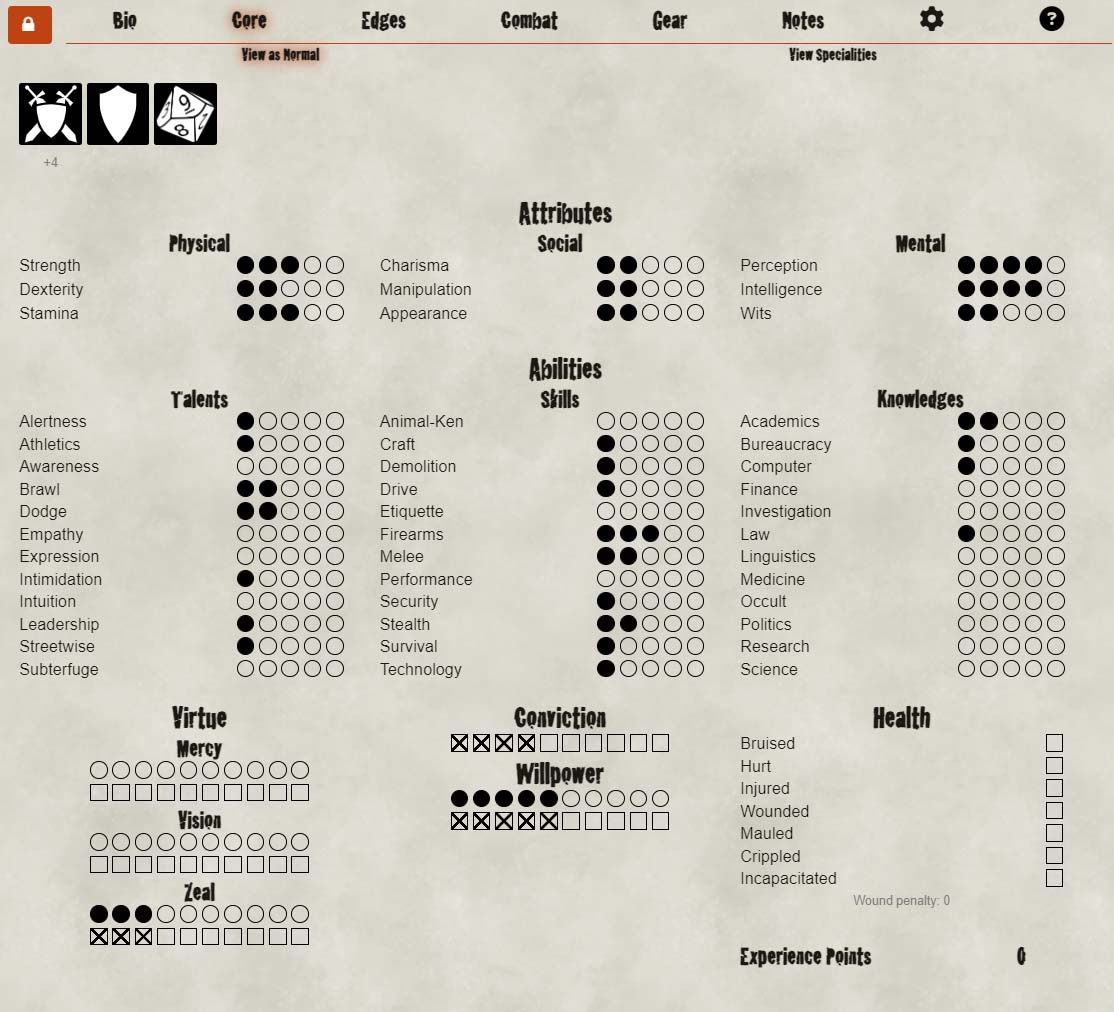 Bio Core Edges Combat Gear Notes ?
View as Normal View Specialities
9 8
+4
Attributes
Physical Social Mental
Strength Charisma Perception
Dexterity Manipulation Intelligence
Stamina Appearance Wits
Abilities
Talents Skills Knowledges
Alertness Animal-Ken Academics
Athletics Craft Bureaucracy
Awareness Demolition Computer
Brawl Drive Finance
Dodge Etiquette Investigation
Empathy Firearms Law
Expression Melee Linguistics
Intimidation Performance Medicine
Intuition Security Occult
Leadership Stealth Politics
Streetwise Survival Research
Subterfuge Technology Science
Virtue Conviction Health
Mercy
Bruised
Willpower
Hurt
Injured
Vision
Wounded
Mauled
Crippled
Zeal
Incapacitated
Wound penalty: 0
Experience Points 0